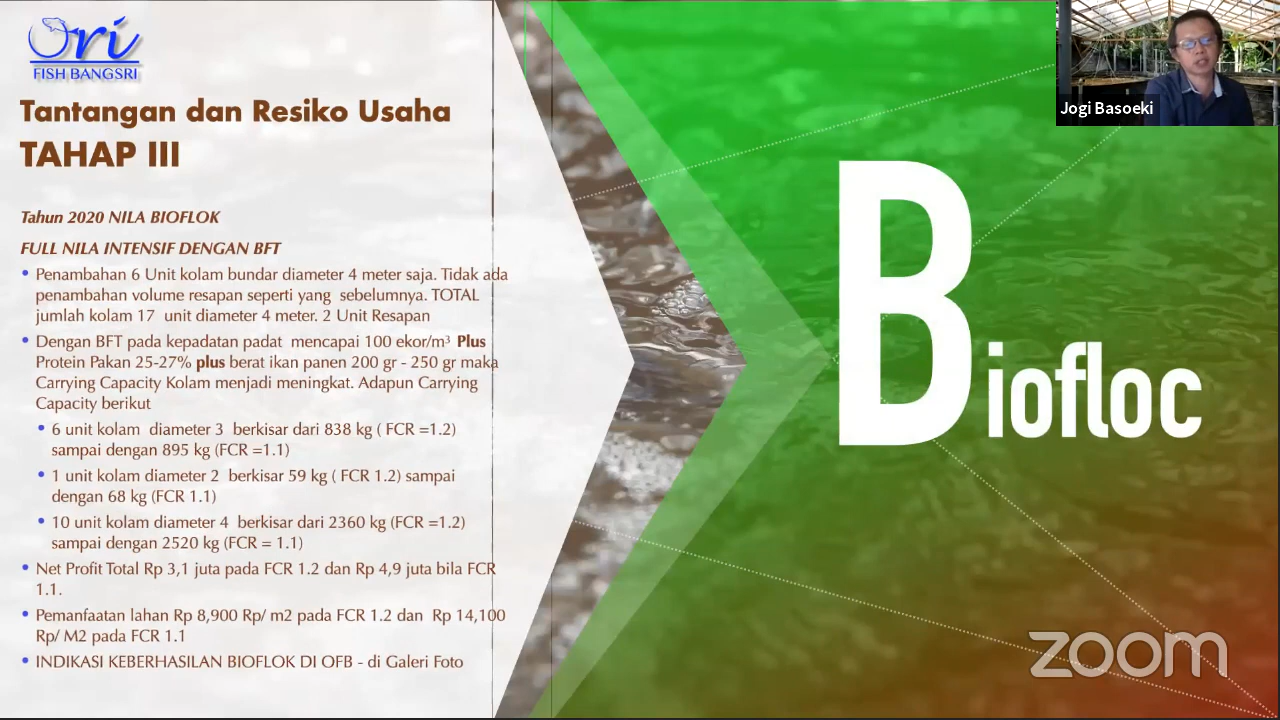 Ori
FISH BANGSRI
Tantangan dan Resiko Usaha
TAHAP III
Tahun 2020 NILA BIOFLOK
FULL NILA INTENSIF DENGAN BFT
• Penambahan 6 Unit kolam bundar diameter 4 meter saja. Tidak ada
penambahan volume resapan seperti yang sebelumnya. TOTAL
jumlah kolam 17 unit diameter 4 meter. 2 Unit Resapan
• Dengan BFT pada kepadatan padat mencapai 100 ekor/m³ Plus
Protein Pakan 25-27% plus berat ikan panen 200 gr - 250 gr maka
Carrying Capacity Kolam menjadi meningkat. Adapun Carrying
Capacity berikut
• 6 unit kolam diameter 3 berkisar dari 838 kg ( FCR =1.2)
sampai dengan 895 kg (FCR =1.1)
• 1 unit kolam diameter 2 berkisar 59 kg ( FCR 1.2) sampai
dengan 68 kg (FCR 1.1)
• 10 unit kolam diameter 4 berkisar dari 2360 kg (FCR =1.2)
sampai dengan 2520 kg (FCR = 1.1)
• Net Profit Total Rp 3,1 juta pada FCR 1.2 dan Rp 4,9 juta bila FCR
1.1.
• Pemanfaatan lahan Rp 8,900 Rp/ m2 pada FCR 1.2 dan Rp 14,100
Rp/ M2 pada FCR 1.1
• INDIKASI KEBERHASILAN BIOFLOK DI OFB - di Galeri Foto
Biofloc
Jogi Basoeki
zoom